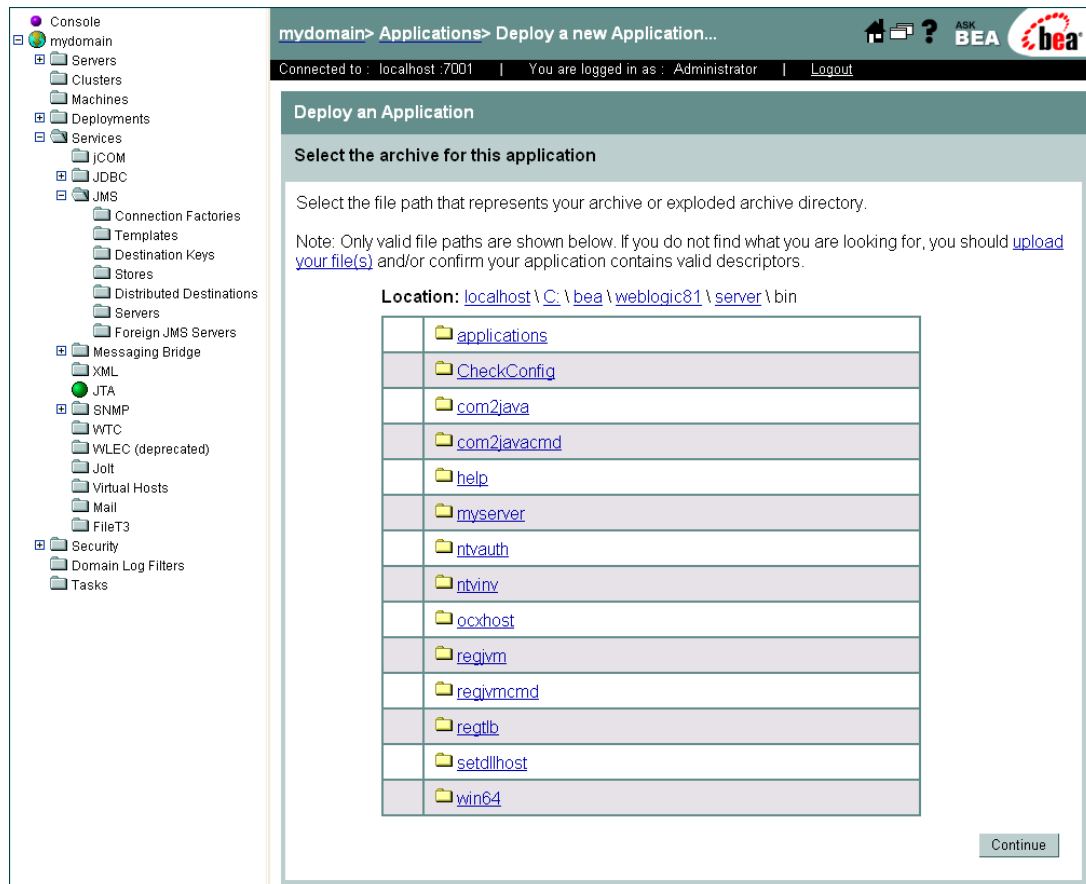 Console
mydomain
Servers
Clusters
Machines
Deployments
Services
jCOM
JDBC
JMS
Connection Factories
Templates
Destination Keys
Stores
Distributed Destinations
Servers
Foreign JMS Servers
Messaging Bridge
XML
JTA
SNMP
WTC
WLEC (deprecated)
Jolt
Virtual Hosts
Mail
FileT3
Security
Domain Log Filters
Tasks
mydomain> Applications> Deploy a new Application...
? ASK BEA bea
Connected to : localhost :7001 | You are logged in as : Administrator | Logout
Deploy an Application
Select the archive for this application
Select the file path that represents your archive or exploded archive directory.
Note: Only valid file paths are shown below. If you do not find what you are looking for, you should upload
your file(s) and/or confirm your application contains valid descriptors.
Location: localhost \ C: \ bea \ weblogic81 \ server \ bin
applications
CheckConfig
com2java
com2javacmd
help
myserver
ntvauth
ntvinv
ocxhost
regjvm
regjvmcmd
regtlb
setdllhost
win64
Continue